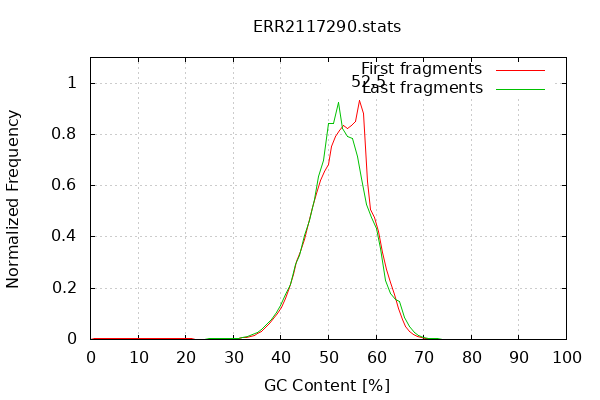 ERR2117290.stats
First fragments
52.5
Last fragments
Normalized Frequency
1
0.8
0.6
0.4
0.2
0
0 10 20 30 40 50 60 70 80 90 100
GC Content [%]